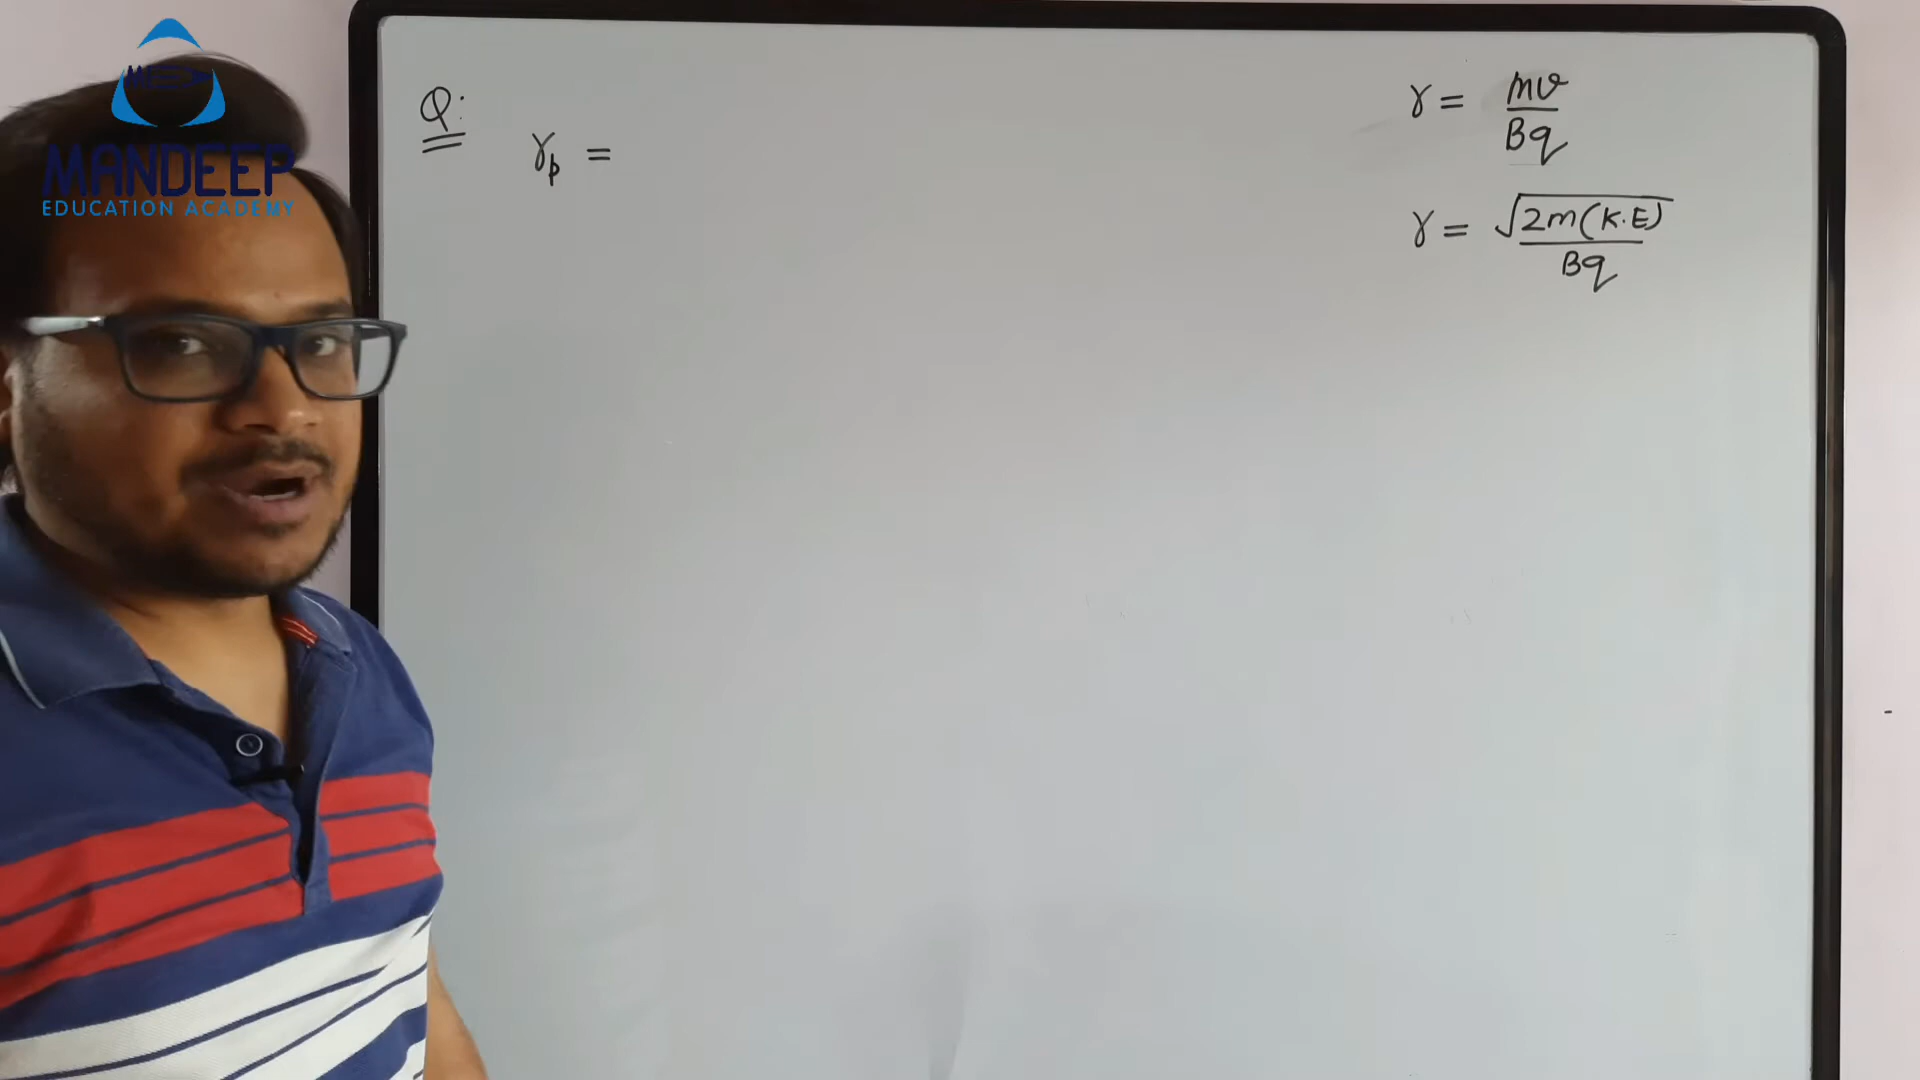 MANDEEP
EDUCATION ACADEMY
Q:
r_p =
r = mv / Bq
r = √2m(K.E) / Bq